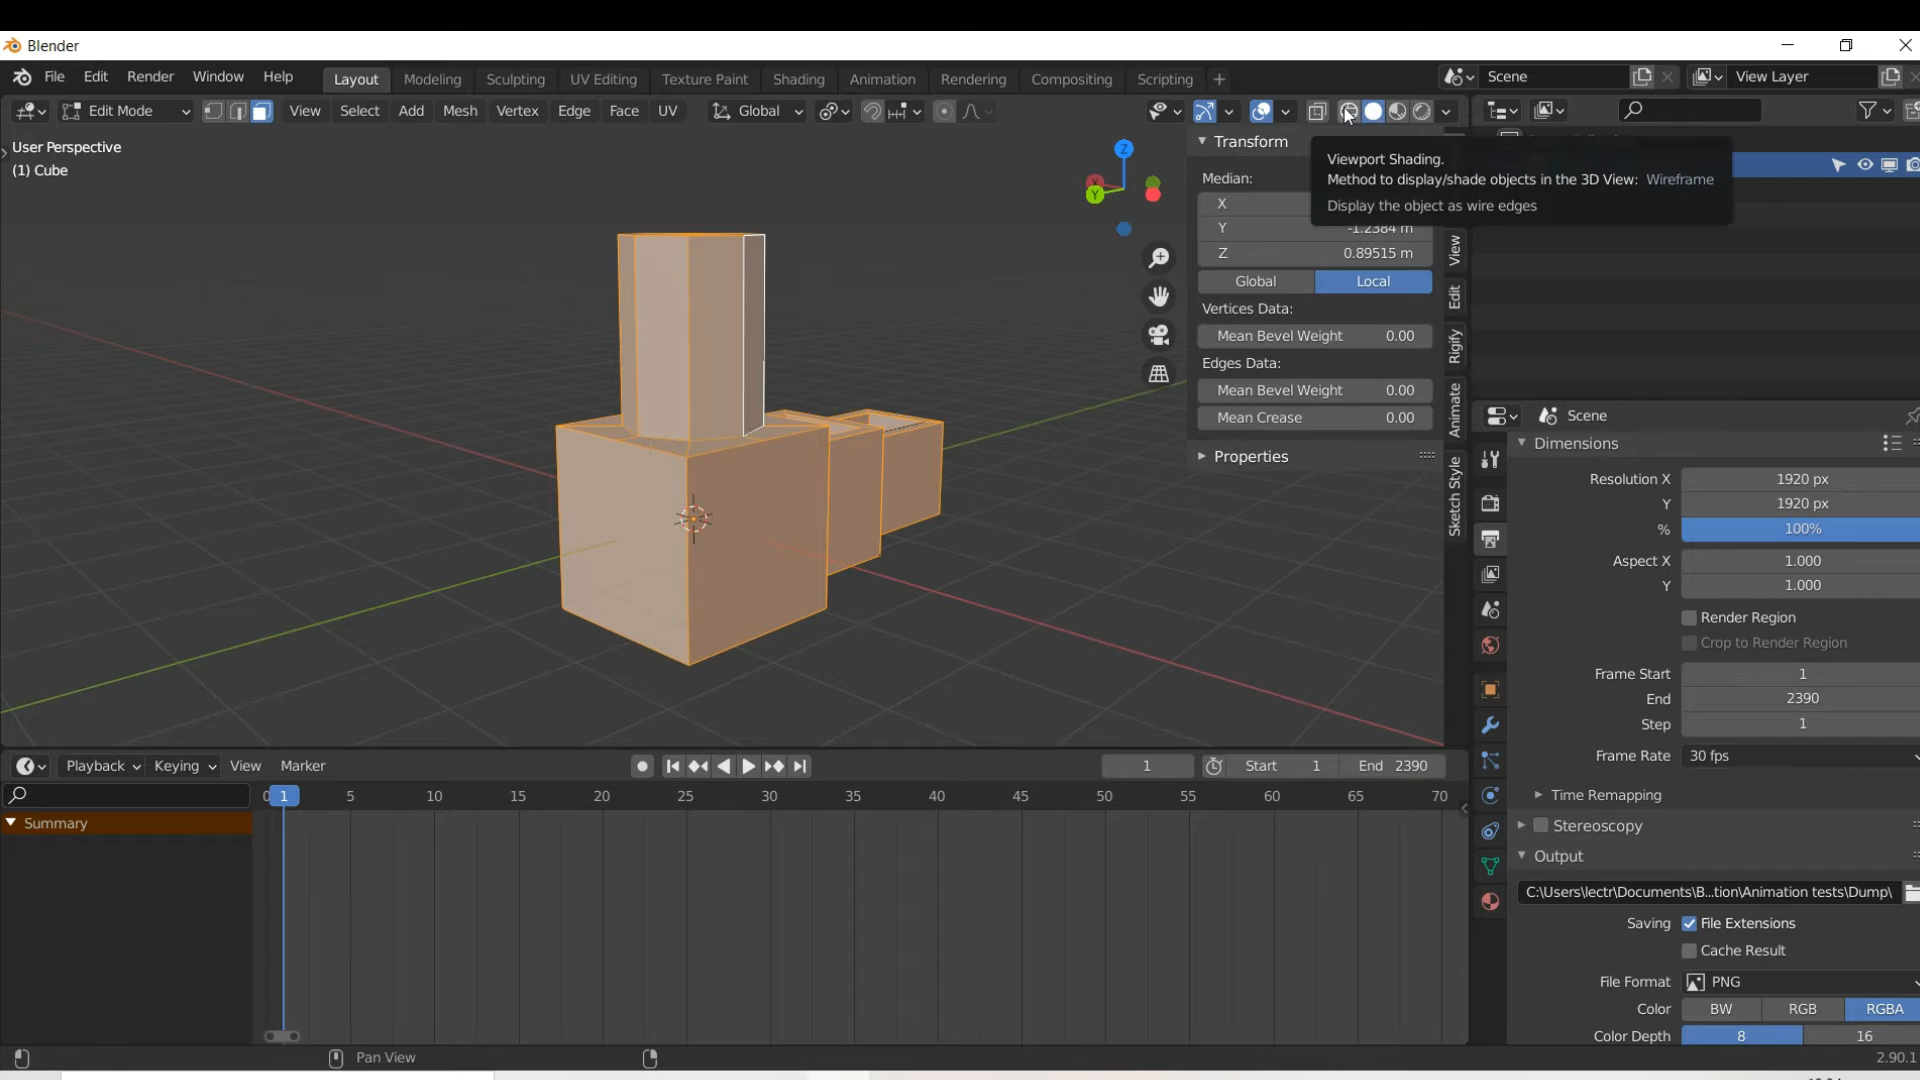 Blender
File Edit Render Window Help Layout Modeling Sculpting UV Editing Texture Paint Shading Animation Rendering Compositing Scripting + Scene View Layer
Edit Mode View Select Add Mesh Vertex Edge Face UV Global
User Perspective
(1) Cube
Z
X
Y
Transform
Median:
X
Y -1.2384 m
Z 0.89515 m
Global Local
Vertices Data:
Mean Bevel Weight 0.00
Edges Data:
Mean Bevel Weight 0.00
Mean Crease 0.00
Properties
Viewport Shading.
Method to display/shade objects in the 3D View: Wireframe
Display the object as wire edges
View
Edit
Rigify
Animate
Sketch Style
Scene
Dimensions
Resolution X 1920 px
Y 1920 px
% 100%
Aspect X 1.000
Y 1.000
Render Region
Crop to Render Region
Frame Start 1
End 2390
Step 1
Frame Rate 30 fps
Time Remapping
Stereoscopy
Output
C:\Users\lectr\Documents\B...tion\Animation tests\Dump\
Saving File Extensions
Cache Result
File Format PNG
Color BW RGB RGBA
Color Depth 8 16
Playback Keying View Marker 1 Start 1 End 2390
0 1 5 10 15 20 25 30 35 40 45 50 55 60 65 70
Summary
Pan View
2.90.1